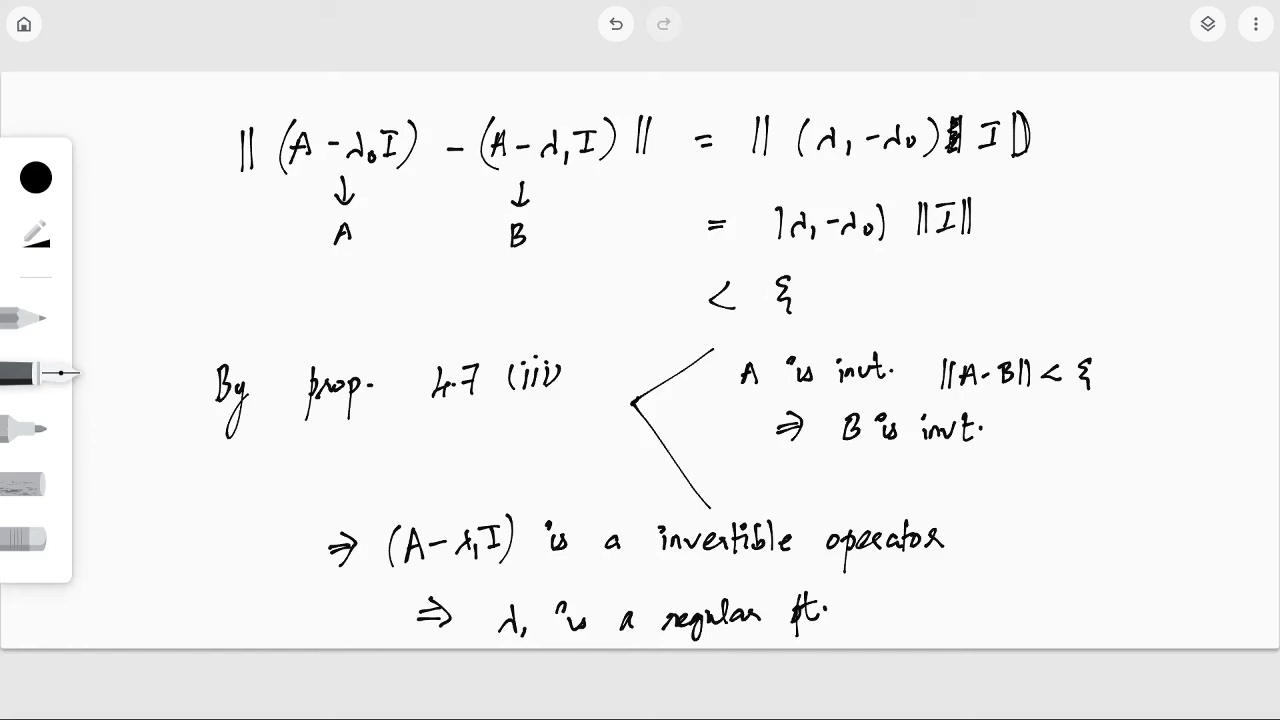 || (A - λ₀I) - (A - λ₁I) || = || (λ₁ - λ₀) I ||
↓ ↓
A B
= |λ₁ - λ₀| ||I||
< ξ
By prop. 4.7 (iii)
A is invt. ||A - B|| < ξ
⇒ B is invt.
⇒ (A - λ₁I) is a invertible operator
⇒ λ₁ is a regular pt.